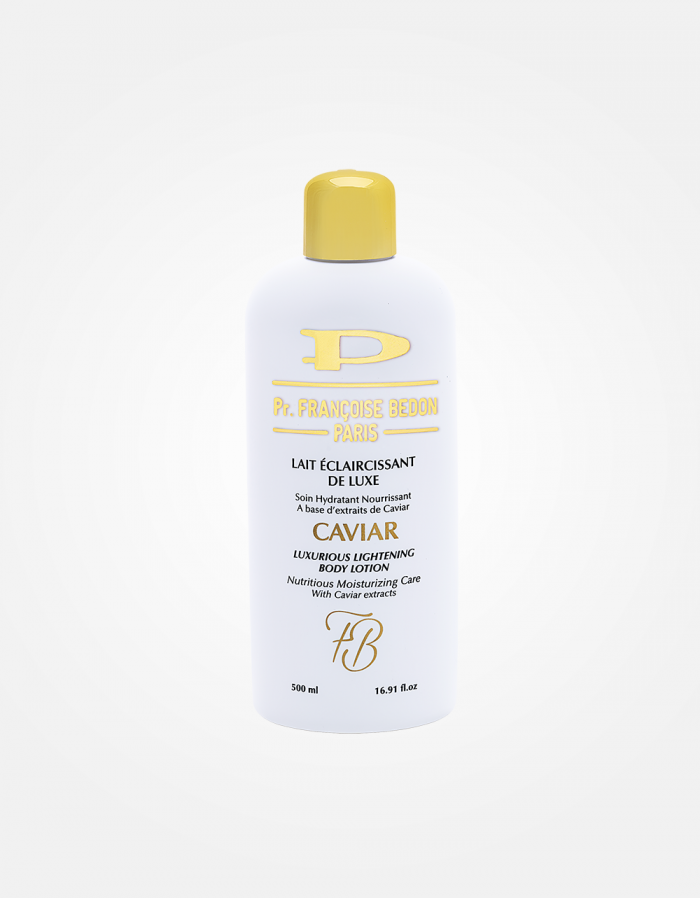 P
Pr. FRANÇOISE BEDON
PARIS
LAIT ÉCLAIRCISSANT
DE LUXE
Soin Hydratant Nourrissant
A base d'extraits de Caviar
CAVIAR
LUXURIOUS LIGHTENING
BODY LOTION
Nutritious Moisturizing Care
With Caviar extracts
FB
500 ml 16.91 fl.oz